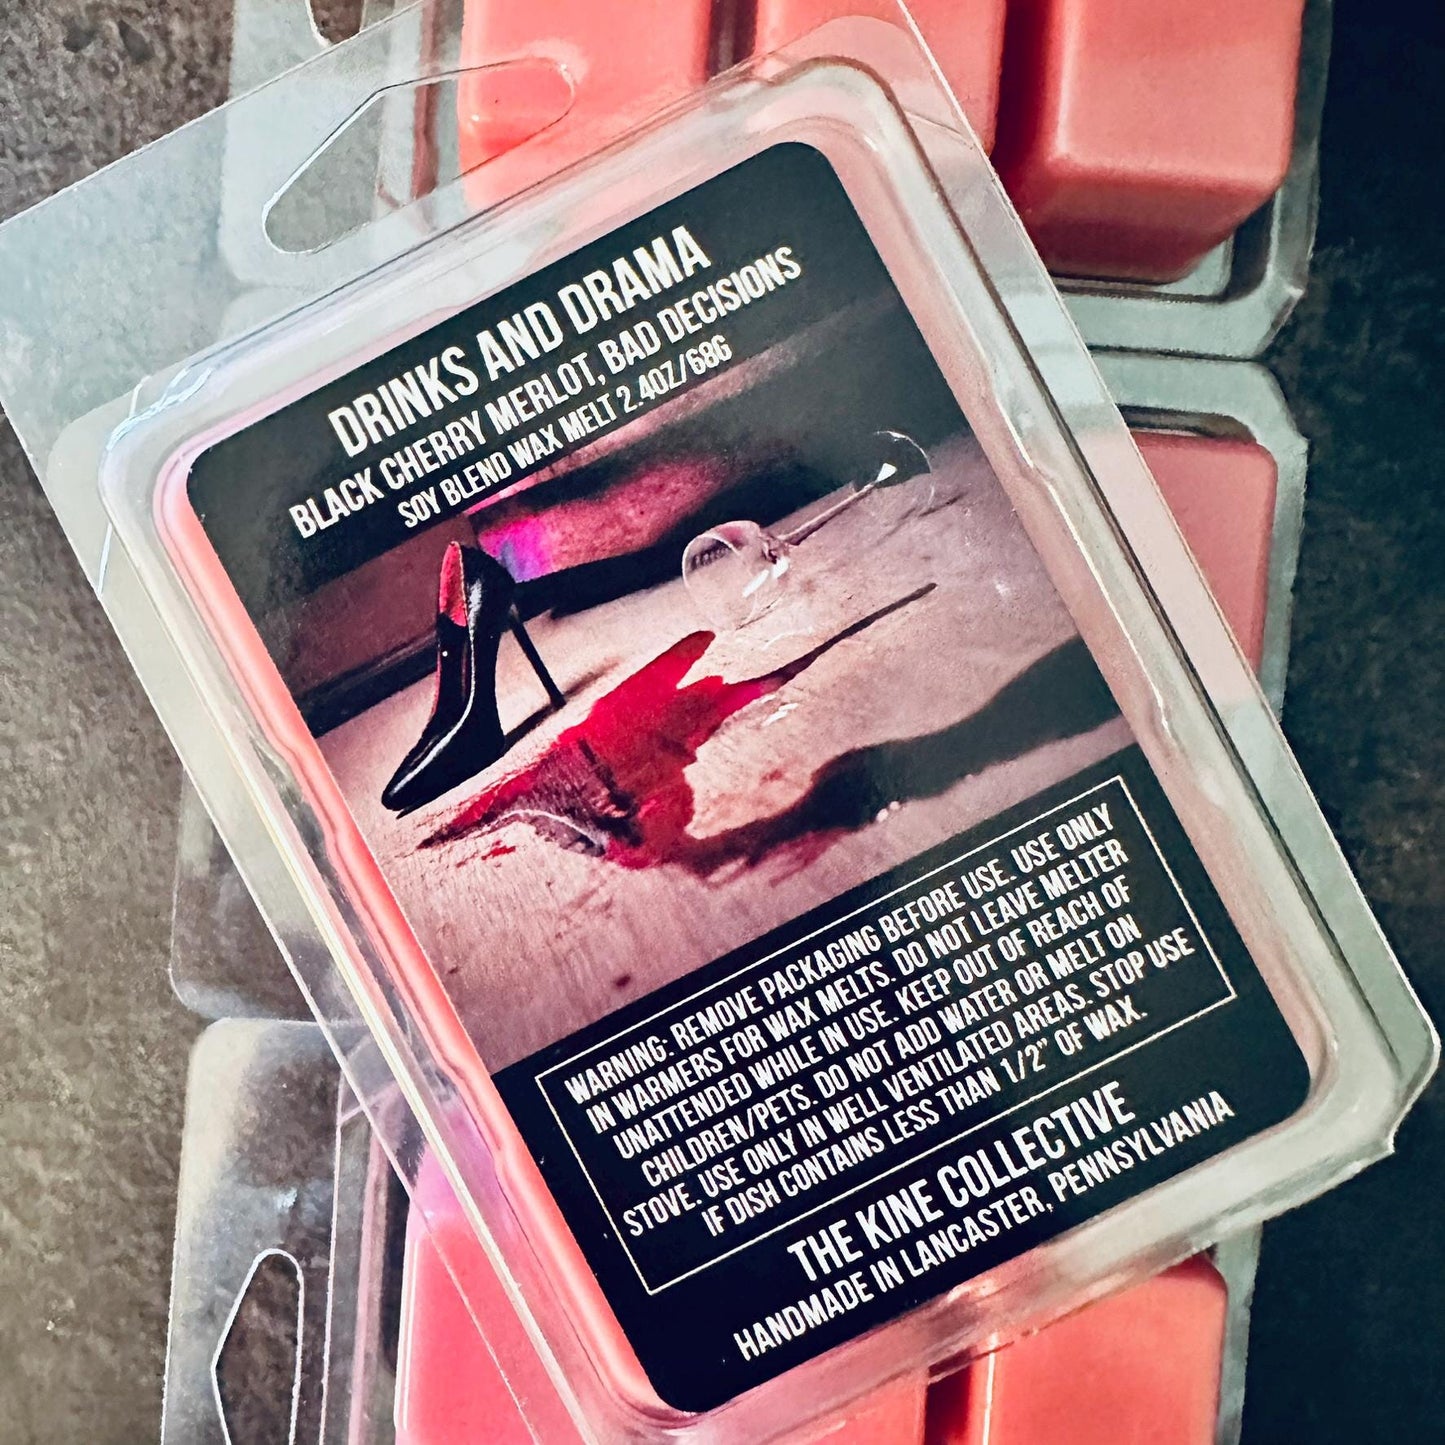 DRINKS AND DRAMA
BLACK CHERRY MERLOT, BAD DECISIONS
SOY BLEND WAX MELT 2.4OZ/68G
WARNING: REMOVE PACKAGING BEFORE USE. USE ONLY
IN WARMERS FOR WAX MELTS. DO NOT LEAVE MELTER
UNATTENDED WHILE IN USE. KEEP OUT OF REACH OF
CHILDREN/PETS. DO NOT ADD WATER OR MELT ON
STOVE. USE ONLY IN WELL VENTILATED AREAS. STOP USE
IF DISH CONTAINS LESS THAN 1/2" OF WAX.
THE KINE COLLECTIVE
HANDMADE IN LANCASTER, PENNSYLVANIA